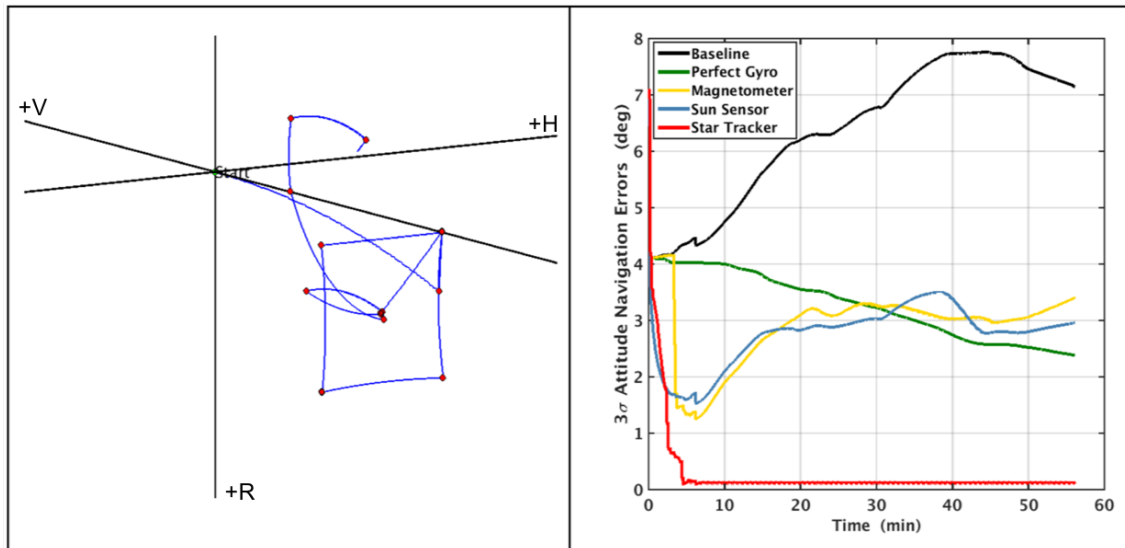 +V
+H
Start
+R
8
7
6
5
4
3
2
1
0
Baseline
Perfect Gyro
Magnetometer
Sun Sensor
Star Tracker
3σ Attitude Navigation Errors (deg)
0 10 20 30 40 50 60
Time (min)